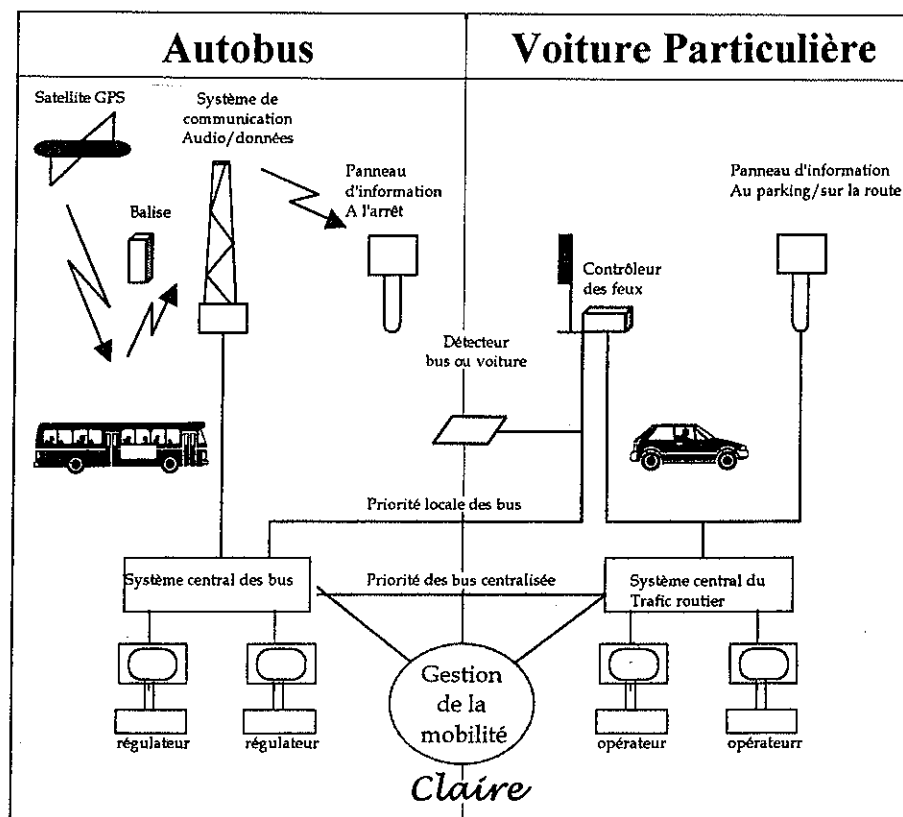 Autobus
Voiture Particulière
Satellite GPS
Système de
communication
Audio/données
Balise
Panneau
d'information
A l'arrêt
Panneau d'information
Au parking/sur la route
Contrôleur
des feux
Détecteur
bus ou voiture
Priorité locale des bus
Système central des bus
Priorité des bus centralisée
Système central du
Trafic routier
Gestion
de la
mobilité
régulateur
régulateur
opérateur
opérateurr
Claire